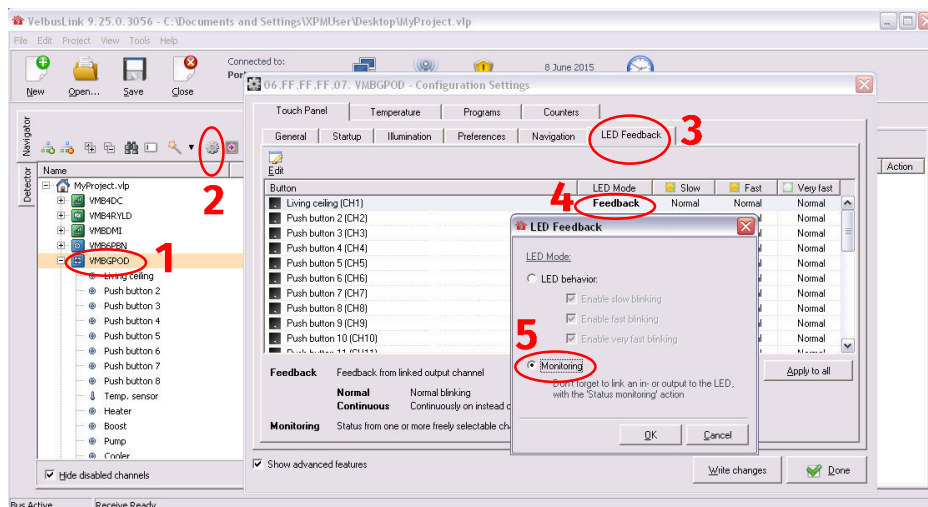 VelbusLink 9.25.0.3056 - C:\Documents and Settings\XPMUser\Desktop\MyProject.vlp
File Edit Project View Tools Help
New Open... Save Close
Connected to:
Por
8 June 2015
Navigator
Detector
2
Name
Action
MyProject.vlp
VMB4DC
VMB4RYLD
VMBDMI
VMB6PBN
VMBGPOD
1
Living ceiling
Push button 2
Push button 3
Push button 4
Push button 5
Push button 6
Push button 7
Push button 8
Temp. sensor
Heater
Boost
Pump
Cooler
Hide disabled channels
Bus Active Receive Ready
06,FF,FF,FF,07. VMBGPOD - Configuration Settings
Touch Panel Temperature Programs Counters
General Startup Illumination Preferences Navigation LED Feedback
3
Edit
Button LED Mode Slow Fast Very fast
4
Living ceiling (CH1) Feedback Normal Normal Normal
Push button 2 (CH2) Normal
Push button 3 (CH3) Normal
Push button 4 (CH4) Normal
Push button 5 (CH5) Normal
Push button 6 (CH6) Normal
Push button 7 (CH7) Normal
Push button 8 (CH8) Normal
Push button 9 (CH9) Normal
Push button 10 (CH10) Normal
Push button 11 (CH11) Normal
Feedback Feedback from linked output channel
Normal Normal blinking
Continuous Continuously on instead
Monitoring Status from one or more freely selectable
Apply to all
Show advanced features
Write changes Done
LED Feedback
LED Mode:
LED behavior:
Enable slow blinking
Enable fast blinking
Enable very fast blinking
5
Monitoring
Don't forget to link an in- or output to the LED,
with the 'Status monitoring' action
OK Cancel